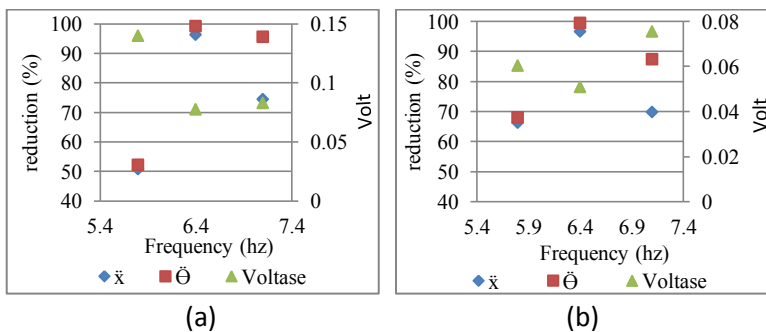 100
90
80
70
60
50
40
reduction (%)
0.15
0.1
0.05
0
Volt
5.4 6.4 7.4
Frequency (hz)
ẍ Ӫ Voltase
(a)
100
90
80
70
60
50
40
reduction (%)
0.08
0.06
0.04
0.02
0
Volt
5.4 5.9 6.4 6.9 7.4
Frequency (hz)
ẍ Ӫ Voltase
(b)